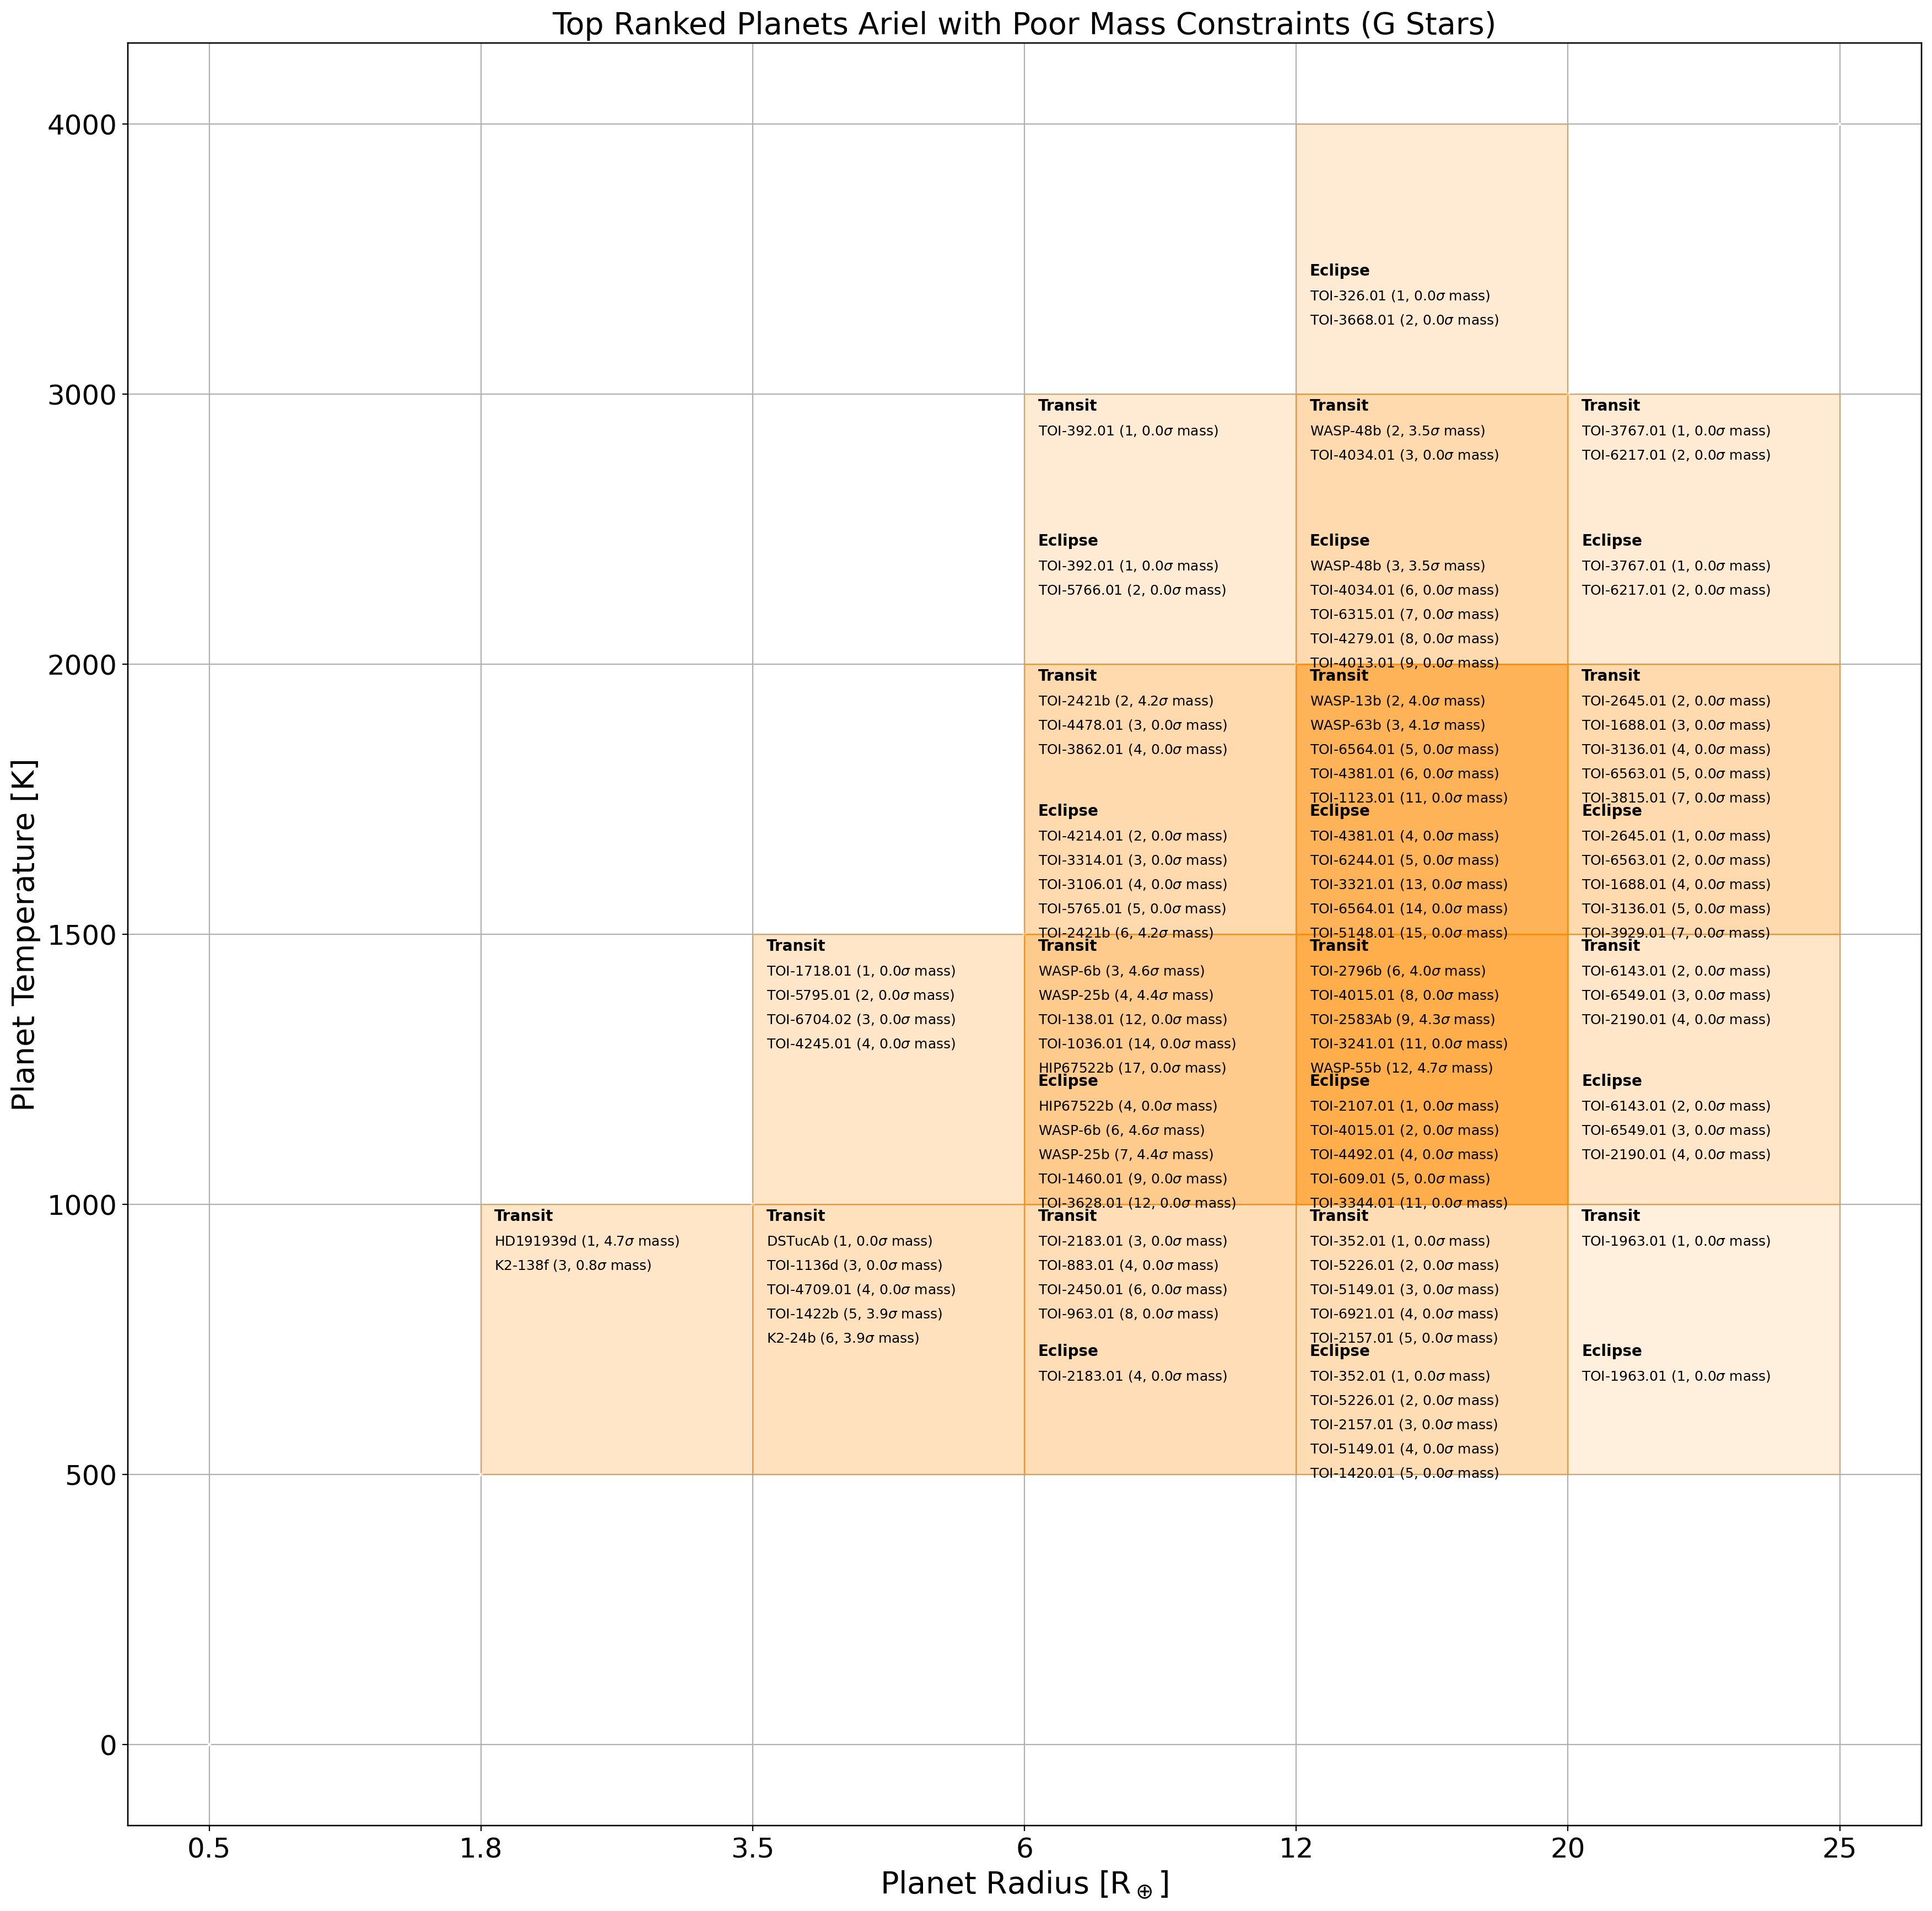 Top Ranked Planets Ariel with Poor Mass Constraints (G Stars)
Planet Temperature [K]
4000
3000
2000
1500
1000
500
0
Eclipse
TOI-326.01 (1, 0.0σ mass)
TOI-3668.01 (2, 0.0σ mass)
Transit
TOI-392.01 (1, 0.0σ mass)
Eclipse
TOI-392.01 (1, 0.0σ mass)
TOI-5766.01 (2, 0.0σ mass)
Transit
WASP-48b (2, 3.5σ mass)
TOI-4034.01 (3, 0.0σ mass)
Eclipse
WASP-48b (3, 3.5σ mass)
TOI-4034.01 (6, 0.0σ mass)
TOI-6315.01 (7, 0.0σ mass)
TOI-4279.01 (8, 0.0σ mass)
TOI-4013.01 (9, 0.0σ mass)
Transit
TOI-3767.01 (1, 0.0σ mass)
TOI-6217.01 (2, 0.0σ mass)
Eclipse
TOI-3767.01 (1, 0.0σ mass)
TOI-6217.01 (2, 0.0σ mass)
Transit
TOI-2421b (2, 4.2σ mass)
TOI-4478.01 (3, 0.0σ mass)
TOI-3862.01 (4, 0.0σ mass)
Eclipse
TOI-4214.01 (2, 0.0σ mass)
TOI-3314.01 (3, 0.0σ mass)
TOI-3106.01 (4, 0.0σ mass)
TOI-5765.01 (5, 0.0σ mass)
TOI-2421b (6, 4.2σ mass)
Transit
WASP-13b (2, 4.0σ mass)
WASP-63b (3, 4.1σ mass)
TOI-6564.01 (5, 0.0σ mass)
TOI-4381.01 (6, 0.0σ mass)
TOI-1123.01 (11, 0.0σ mass)
Eclipse
TOI-4381.01 (4, 0.0σ mass)
TOI-6244.01 (5, 0.0σ mass)
TOI-3321.01 (13, 0.0σ mass)
TOI-6564.01 (14, 0.0σ mass)
TOI-5148.01 (15, 0.0σ mass)
Transit
TOI-2645.01 (2, 0.0σ mass)
TOI-1688.01 (3, 0.0σ mass)
TOI-3136.01 (4, 0.0σ mass)
TOI-6563.01 (5, 0.0σ mass)
TOI-3815.01 (7, 0.0σ mass)
Eclipse
TOI-2645.01 (1, 0.0σ mass)
TOI-6563.01 (2, 0.0σ mass)
TOI-1688.01 (4, 0.0σ mass)
TOI-3136.01 (5, 0.0σ mass)
TOI-3929.01 (7, 0.0σ mass)
Transit
TOI-1718.01 (1, 0.0σ mass)
TOI-5795.01 (2, 0.0σ mass)
TOI-6704.02 (3, 0.0σ mass)
TOI-4245.01 (4, 0.0σ mass)
Transit
WASP-6b (3, 4.6σ mass)
WASP-25b (4, 4.4σ mass)
TOI-138.01 (12, 0.0σ mass)
TOI-1036.01 (14, 0.0σ mass)
HIP67522b (17, 0.0σ mass)
Eclipse
HIP67522b (4, 0.0σ mass)
WASP-6b (6, 4.6σ mass)
WASP-25b (7, 4.4σ mass)
TOI-1460.01 (9, 0.0σ mass)
TOI-3628.01 (12, 0.0σ mass)
Transit
TOI-2796b (6, 4.0σ mass)
TOI-4015.01 (8, 0.0σ mass)
TOI-2583Ab (9, 4.3σ mass)
TOI-3241.01 (11, 0.0σ mass)
WASP-55b (12, 4.7σ mass)
Eclipse
TOI-2107.01 (1, 0.0σ mass)
TOI-4015.01 (2, 0.0σ mass)
TOI-4492.01 (4, 0.0σ mass)
TOI-609.01 (5, 0.0σ mass)
TOI-3344.01 (11, 0.0σ mass)
Transit
TOI-6143.01 (2, 0.0σ mass)
TOI-6549.01 (3, 0.0σ mass)
TOI-2190.01 (4, 0.0σ mass)
Eclipse
TOI-6143.01 (2, 0.0σ mass)
TOI-6549.01 (3, 0.0σ mass)
TOI-2190.01 (4, 0.0σ mass)
Transit
HD191939d (1, 4.7σ mass)
K2-138f (3, 0.8σ mass)
Transit
DSTucAb (1, 0.0σ mass)
TOI-1136d (3, 0.0σ mass)
TOI-4709.01 (4, 0.0σ mass)
TOI-1422b (5, 3.9σ mass)
K2-24b (6, 3.9σ mass)
Transit
TOI-2183.01 (3, 0.0σ mass)
TOI-883.01 (4, 0.0σ mass)
TOI-2450.01 (6, 0.0σ mass)
TOI-963.01 (8, 0.0σ mass)
Eclipse
TOI-2183.01 (4, 0.0σ mass)
Transit
TOI-352.01 (1, 0.0σ mass)
TOI-5226.01 (2, 0.0σ mass)
TOI-5149.01 (3, 0.0σ mass)
TOI-6921.01 (4, 0.0σ mass)
TOI-2157.01 (5, 0.0σ mass)
Eclipse
TOI-352.01 (1, 0.0σ mass)
TOI-5226.01 (2, 0.0σ mass)
TOI-2157.01 (3, 0.0σ mass)
TOI-5149.01 (4, 0.0σ mass)
TOI-1420.01 (5, 0.0σ mass)
Transit
TOI-1963.01 (1, 0.0σ mass)
Eclipse
TOI-1963.01 (1, 0.0σ mass)
0.5 1.8 3.5 6 12 20 25
Planet Radius [R⊕]